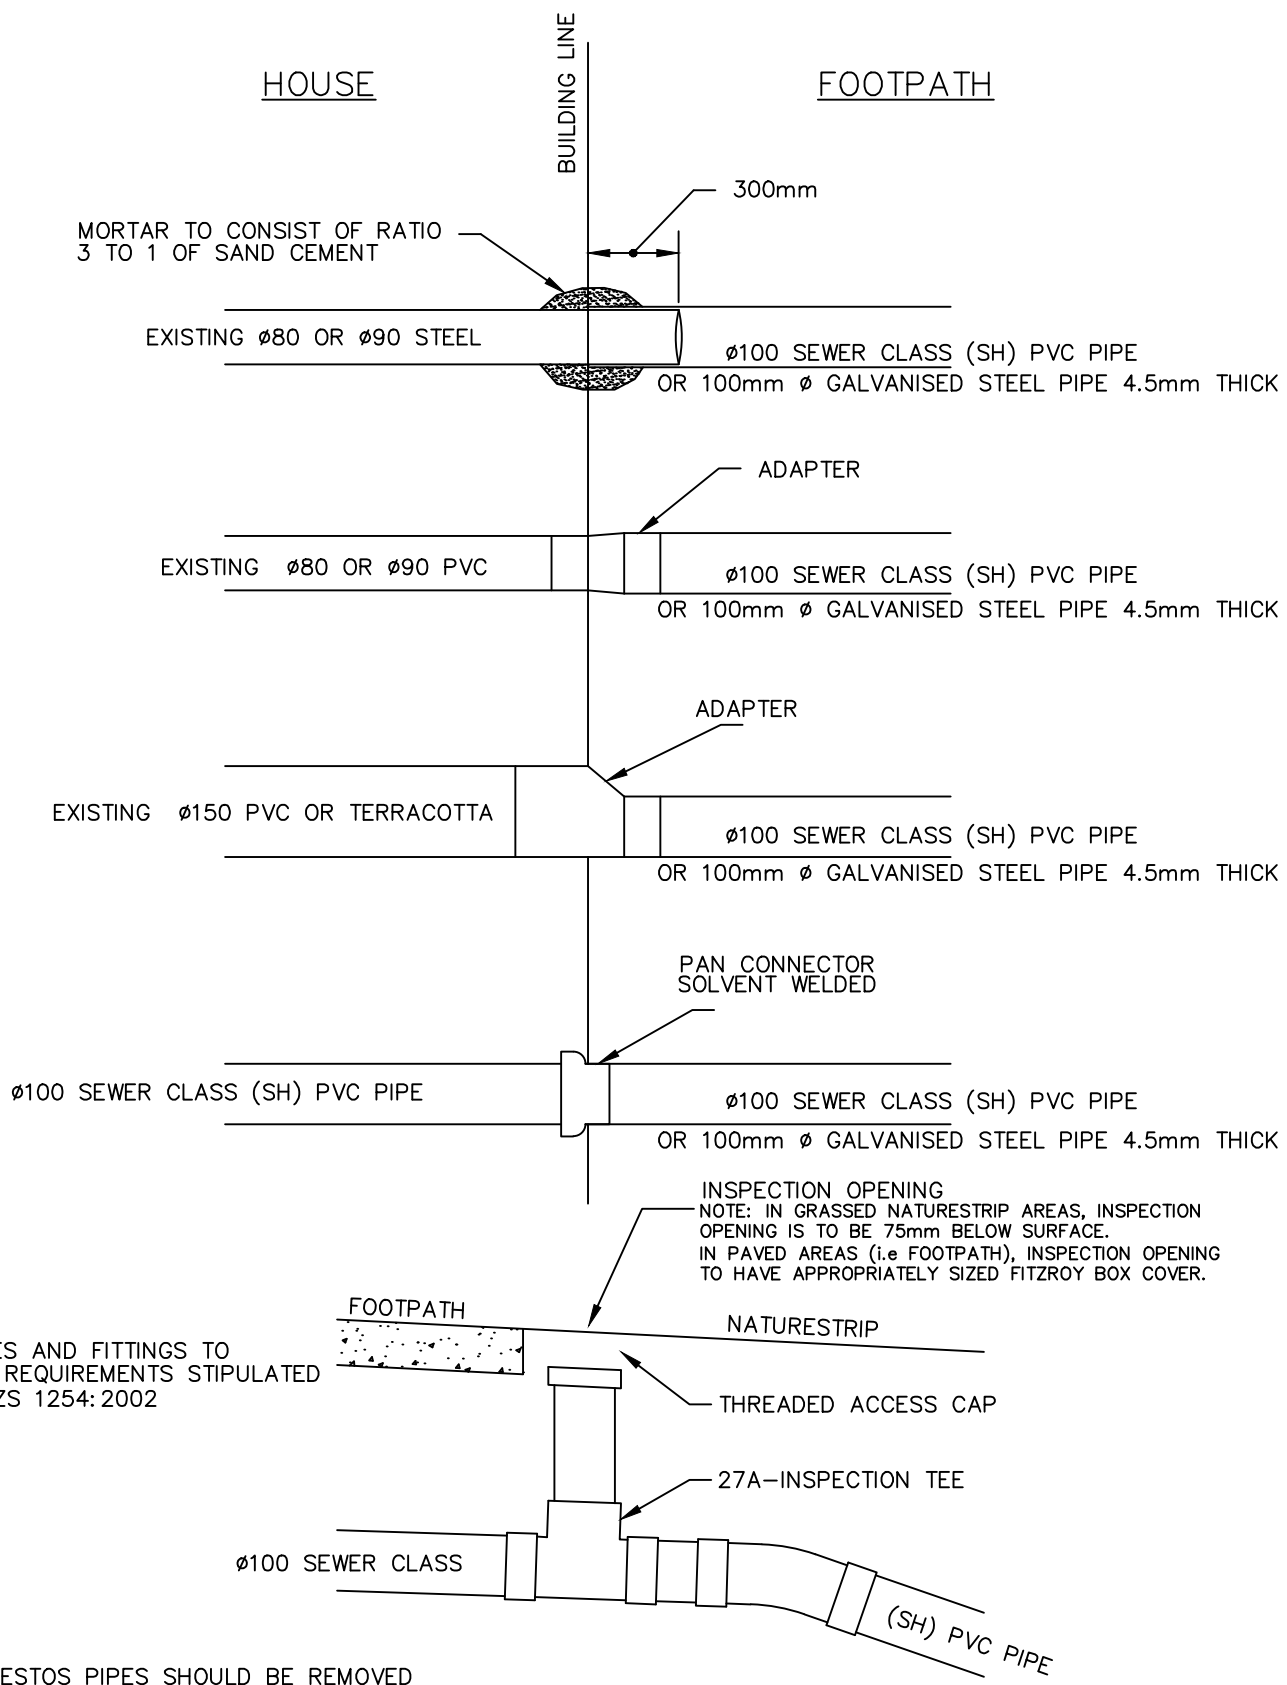 HOUSE
BUILDING LINE
FOOTPATH
300mm
MORTAR TO CONSIST OF RATIO
3 TO 1 OF SAND CEMENT
EXISTING ø80 OR ø90 STEEL
ø100 SEWER CLASS (SH) PVC PIPE
OR 100mm ø GALVANISED STEEL PIPE 4.5mm THICK
ADAPTER
EXISTING ø80 OR ø90 PVC
ø100 SEWER CLASS (SH) PVC PIPE
OR 100mm ø GALVANISED STEEL PIPE 4.5mm THICK
ADAPTER
EXISTING ø150 PVC OR TERRACOTTA
ø100 SEWER CLASS (SH) PVC PIPE
OR 100mm ø GALVANISED STEEL PIPE 4.5mm THICK
PAN CONNECTOR
SOLVENT WELDED
ø100 SEWER CLASS (SH) PVC PIPE
ø100 SEWER CLASS (SH) PVC PIPE
OR 100mm ø GALVANISED STEEL PIPE 4.5mm THICK
INSPECTION OPENING
NOTE: IN GRASSED NATURESTRIP AREAS, INSPECTION
OPENING IS TO BE 75mm BELOW SURFACE.
IN PAVED AREAS (i.e FOOTPATH), INSPECTION OPENING
TO HAVE APPROPRIATELY SIZED FITZROY BOX COVER.
FOOTPATH
NATURESTRIP
ES AND FITTINGS TO
REQUIREMENTS STIPULATED
ZS 1254:2002
THREADED ACCESS CAP
27A-INSPECTION TEE
ø100 SEWER CLASS
(SH) PVC PIPE
ESTOS PIPES SHOULD BE REMOVED